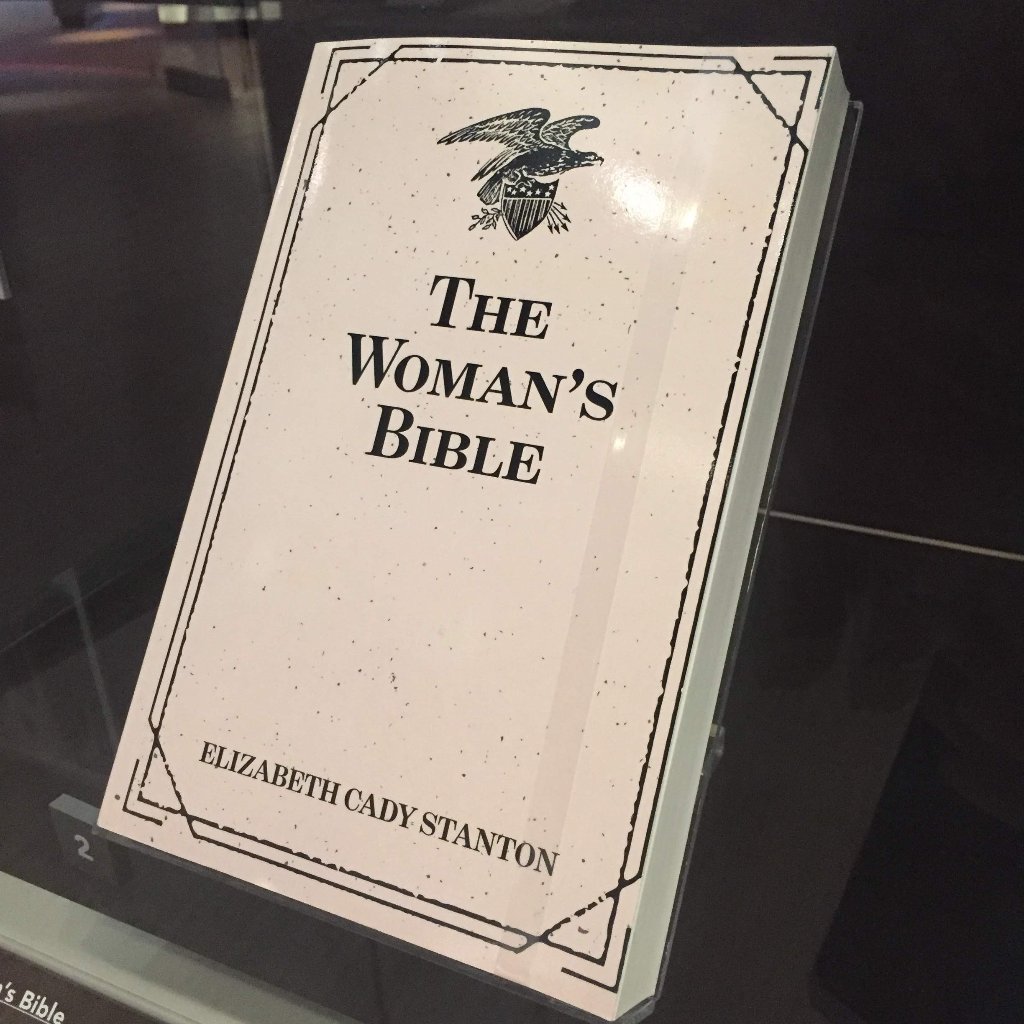 THE
WOMAN'S
BIBLE
ELIZABETH CADY STANTON
2
's Bible